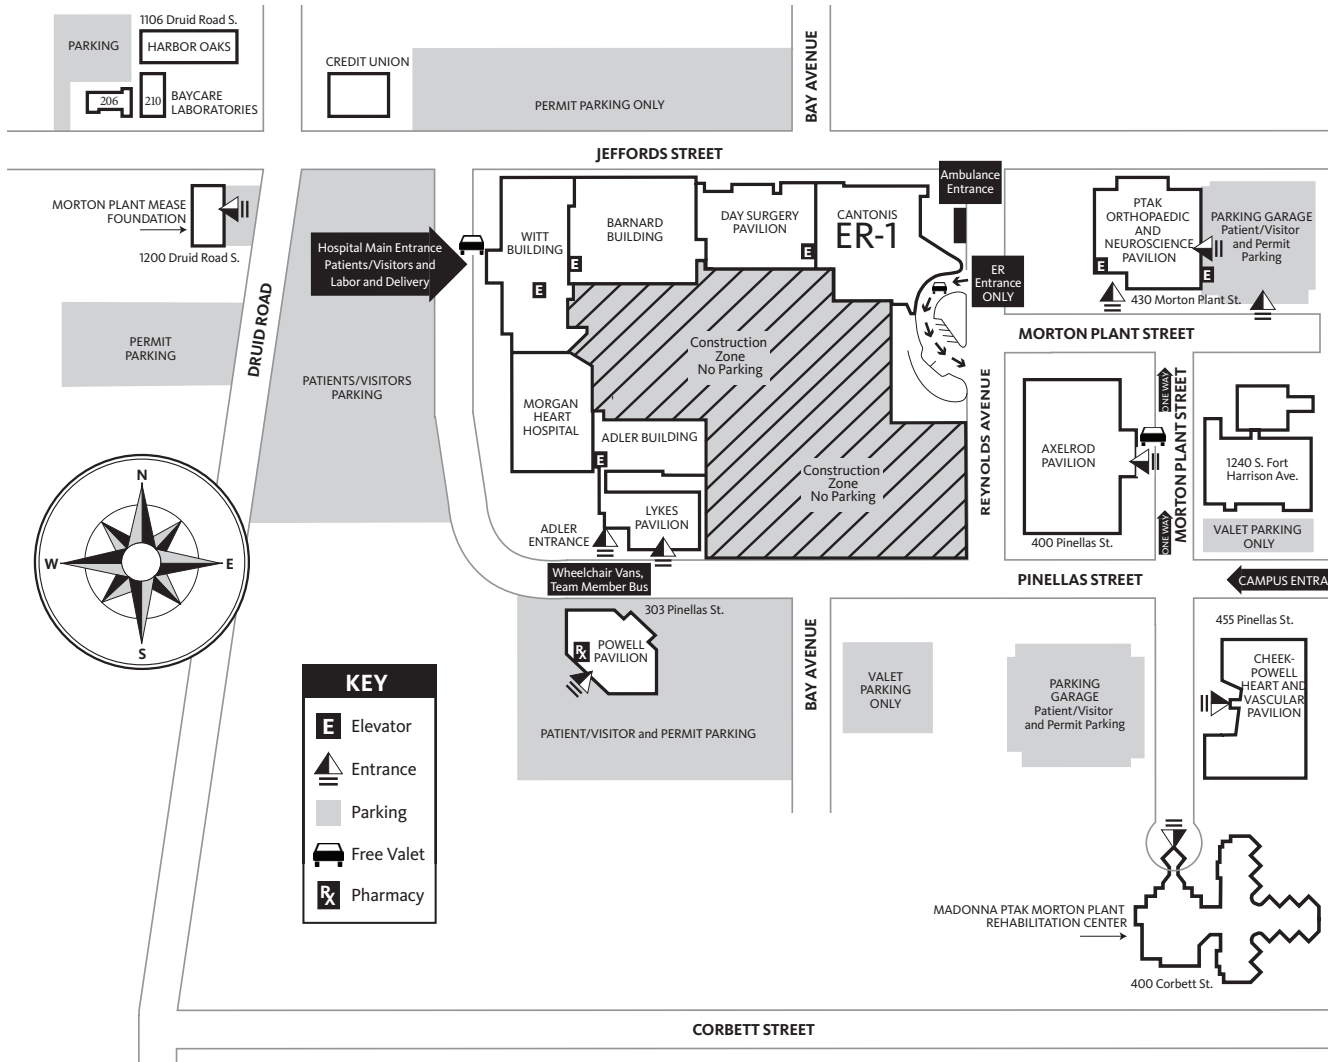 1106 Druid Road S.
PARKING
HARBOR OAKS
206
210
BAYCARE
LABORATORIES
CREDIT UNION
PERMIT PARKING ONLY
BAY AVENUE
JEFFORDS STREET
MORTON PLANT MEASE
FOUNDATION
1200 Druid Road S.
Hospital Main Entrance
Patients/Visitors and
Labor and Delivery
WITT
BUILDING
E
E
BARNARD
BUILDING
DAY SURGERY
PAVILION
E
CANTONIS
ER-1
Ambulance
Entrance
ER
Entrance
ONLY
PTAK
ORTHOPAEDIC
AND
NEUROSCIENCE
PAVILION
E
E
PARKING GARAGE
Patient/Visitor
and Permit
Parking
430 Morton Plant St.
MORTON PLANT STREET
PERMIT
PARKING
DRUID ROAD
PATIENTS/VISITORS
PARKING
Construction
Zone
No Parking
MORGAN
HEART
HOSPITAL
ADLER BUILDING
E
Construction
Zone
No Parking
REYNOLDS AVENUE
AXELROD
PAVILION
400 Pinellas St.
ONE WAY
ONE WAY
MORTON PLANT STREET
1240 S. Fort
Harrison Ave.
VALET PARKING
ONLY
N
W
E
S
ADLER
ENTRANCE
LYKES
PAVILION
Wheelchair Vans,
Team Member Bus
PINELLAS STREET
CAMPUS ENTRA
303 Pinellas St.
Rx
POWELL
PAVILION
PATIENT/VISITOR and PERMIT PARKING
BAY AVENUE
VALET
PARKING
ONLY
PARKING
GARAGE
Patient/Visitor
and Permit Parking
455 Pinellas St.
CHEEK-
POWELL
HEART AND
VASCULAR
PAVILION
KEY
E Elevator
Entrance
Parking
Free Valet
Rx Pharmacy
MADONNA PTAK MORTON PLANT
REHABILITATION CENTER
400 Corbett St.
CORBETT STREET